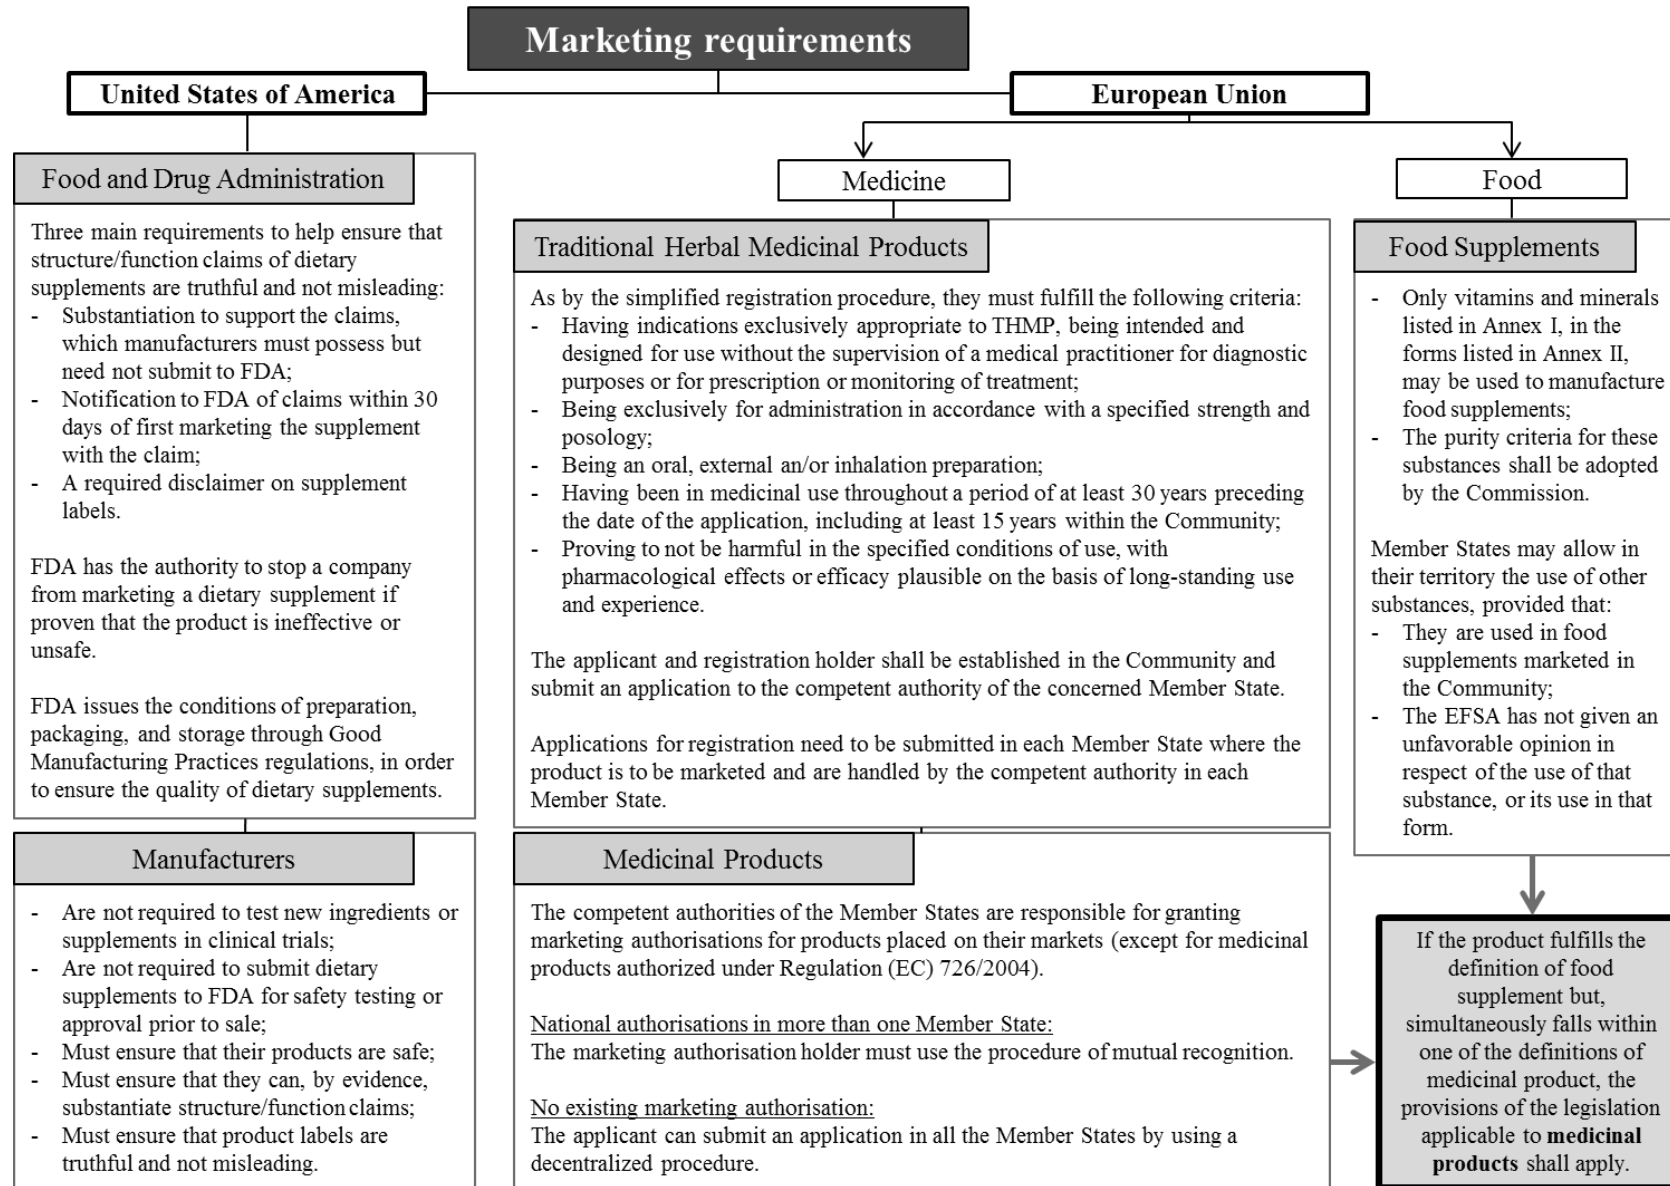 Marketing requirements
United States of America
European Union
Food and Drug Administration
Three main requirements to help ensure that
structure/function claims of dietary
supplements are truthful and not misleading:
- Substantiation to support the claims,
which manufacturers must possess but
need not submit to FDA;
- Notification to FDA of claims within 30
days of first marketing the supplement
with the claim;
- A required disclaimer on supplement
labels.
FDA has the authority to stop a company
from marketing a dietary supplement if
proven that the product is ineffective or
unsafe.
FDA issues the conditions of preparation,
packaging, and storage through Good
Manufacturing Practices regulations, in order
to ensure the quality of dietary supplements.
Manufacturers
- Are not required to test new ingredients or
supplements in clinical trials;
- Are not required to submit dietary
supplements to FDA for safety testing or
approval prior to sale;
- Must ensure that their products are safe;
- Must ensure that they can, by evidence,
substantiate structure/function claims;
- Must ensure that product labels are
truthful and not misleading.
Medicine
Traditional Herbal Medicinal Products
As by the simplified registration procedure, they must fulfill the following criteria:
- Having indications exclusively appropriate to THMP, being intended and
designed for use without the supervision of a medical practitioner for diagnostic
purposes or for prescription or monitoring of treatment;
- Being exclusively for administration in accordance with a specified strength and
posology;
- Being an oral, external an/or inhalation preparation;
- Having been in medicinal use throughout a period of at least 30 years preceding
the date of the application, including at least 15 years within the Community;
- Proving to not be harmful in the specified conditions of use, with
pharmacological effects or efficacy plausible on the basis of long-standing use
and experience.
The applicant and registration holder shall be established in the Community and
submit an application to the competent authority of the concerned Member State.
Applications for registration need to be submitted in each Member State where the
product is to be marketed and are handled by the competent authority in each
Member State.
Medicinal Products
The competent authorities of the Member States are responsible for granting
marketing authorisations for products placed on their markets (except for medicinal
products authorized under Regulation (EC) 726/2004).
National authorisations in more than one Member State:
The marketing authorisation holder must use the procedure of mutual recognition.
No existing marketing authorisation:
The applicant can submit an application in all the Member States by using a
decentralized procedure.
Food
Food Supplements
- Only vitamins and minerals
listed in Annex I, in the
forms listed in Annex II,
may be used to manufacture
food supplements;
- The purity criteria for these
substances shall be adopted
by the Commission.
Member States may allow in
their territory the use of other
substances, provided that:
- They are used in food
supplements marketed in
the Community;
- The EFSA has not given an
unfavorable opinion in
respect of the use of that
substance, or its use in that
form.
If the product fulfills the
definition of food
supplement but,
simultaneously falls within
one of the definitions of
medicinal product, the
provisions of the legislation
applicable to medicinal
products shall apply.